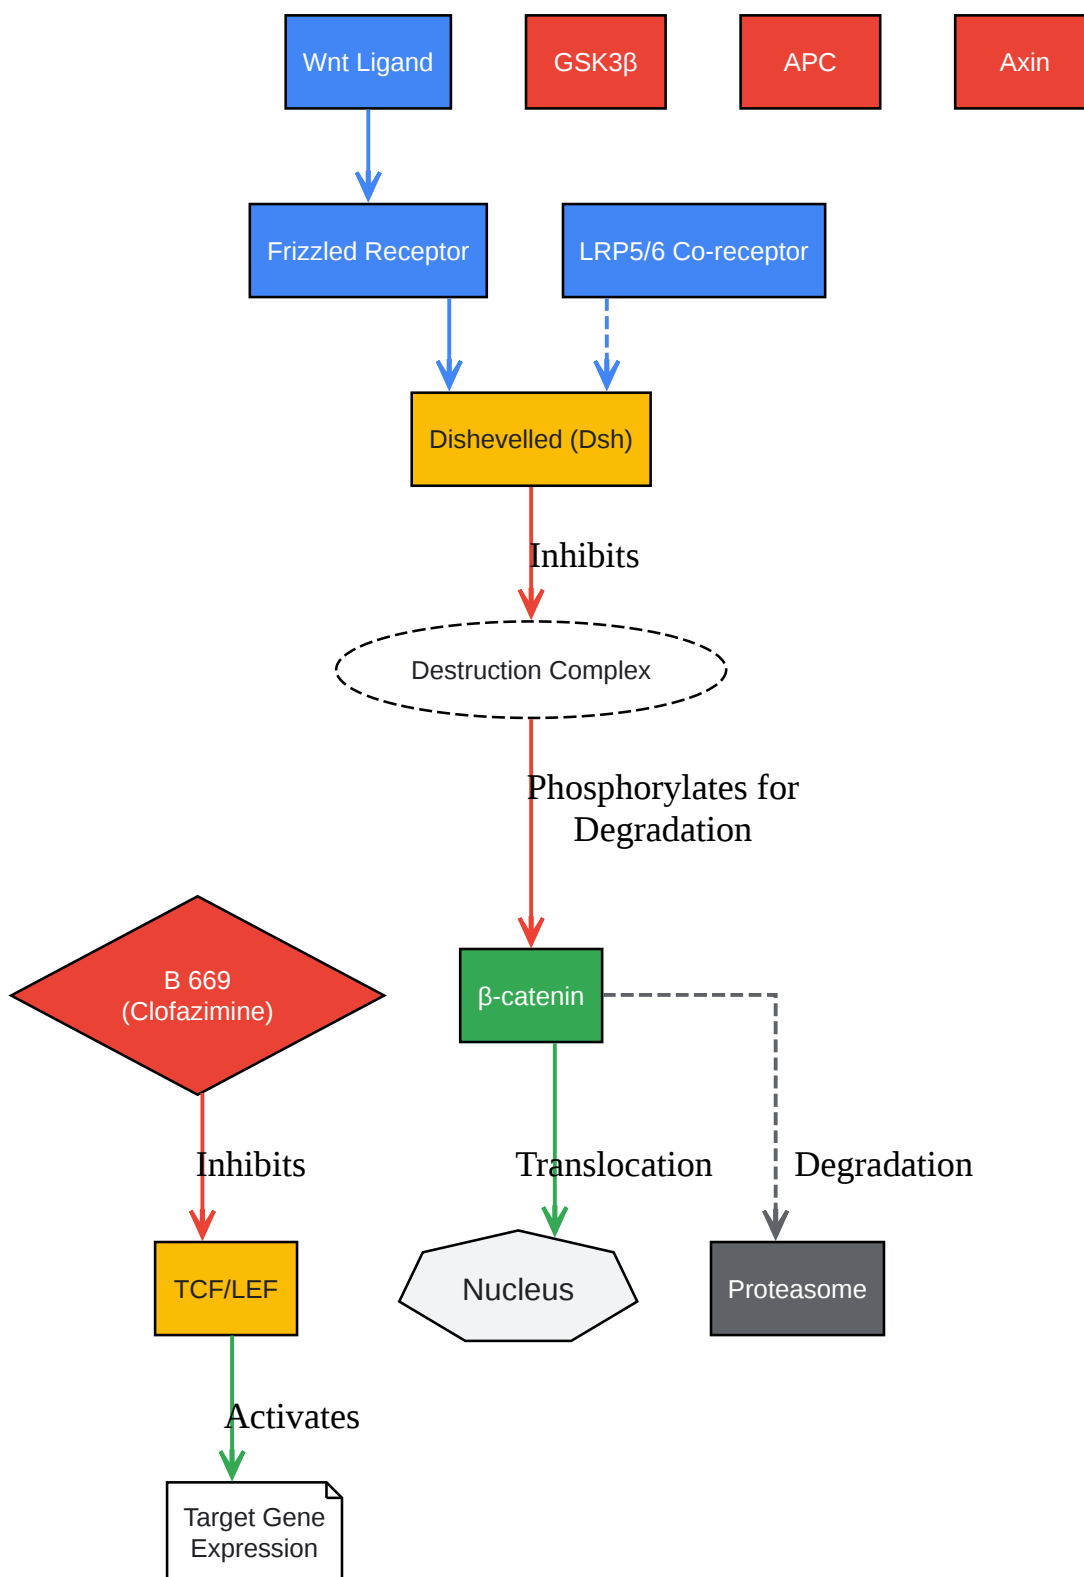 Wnt Ligand
GSK3β
APC
Axin
Frizzled Receptor
LRP5/6 Co-receptor
Dishevelled (Dsh)
Inhibits
Destruction Complex
Phosphorylates for
Degradation
B 669
(Clofazimine)
β-catenin
Inhibits
Translocation
Degradation
TCF/LEF
Nucleus
Proteasome
Activates
Target Gene
Expression